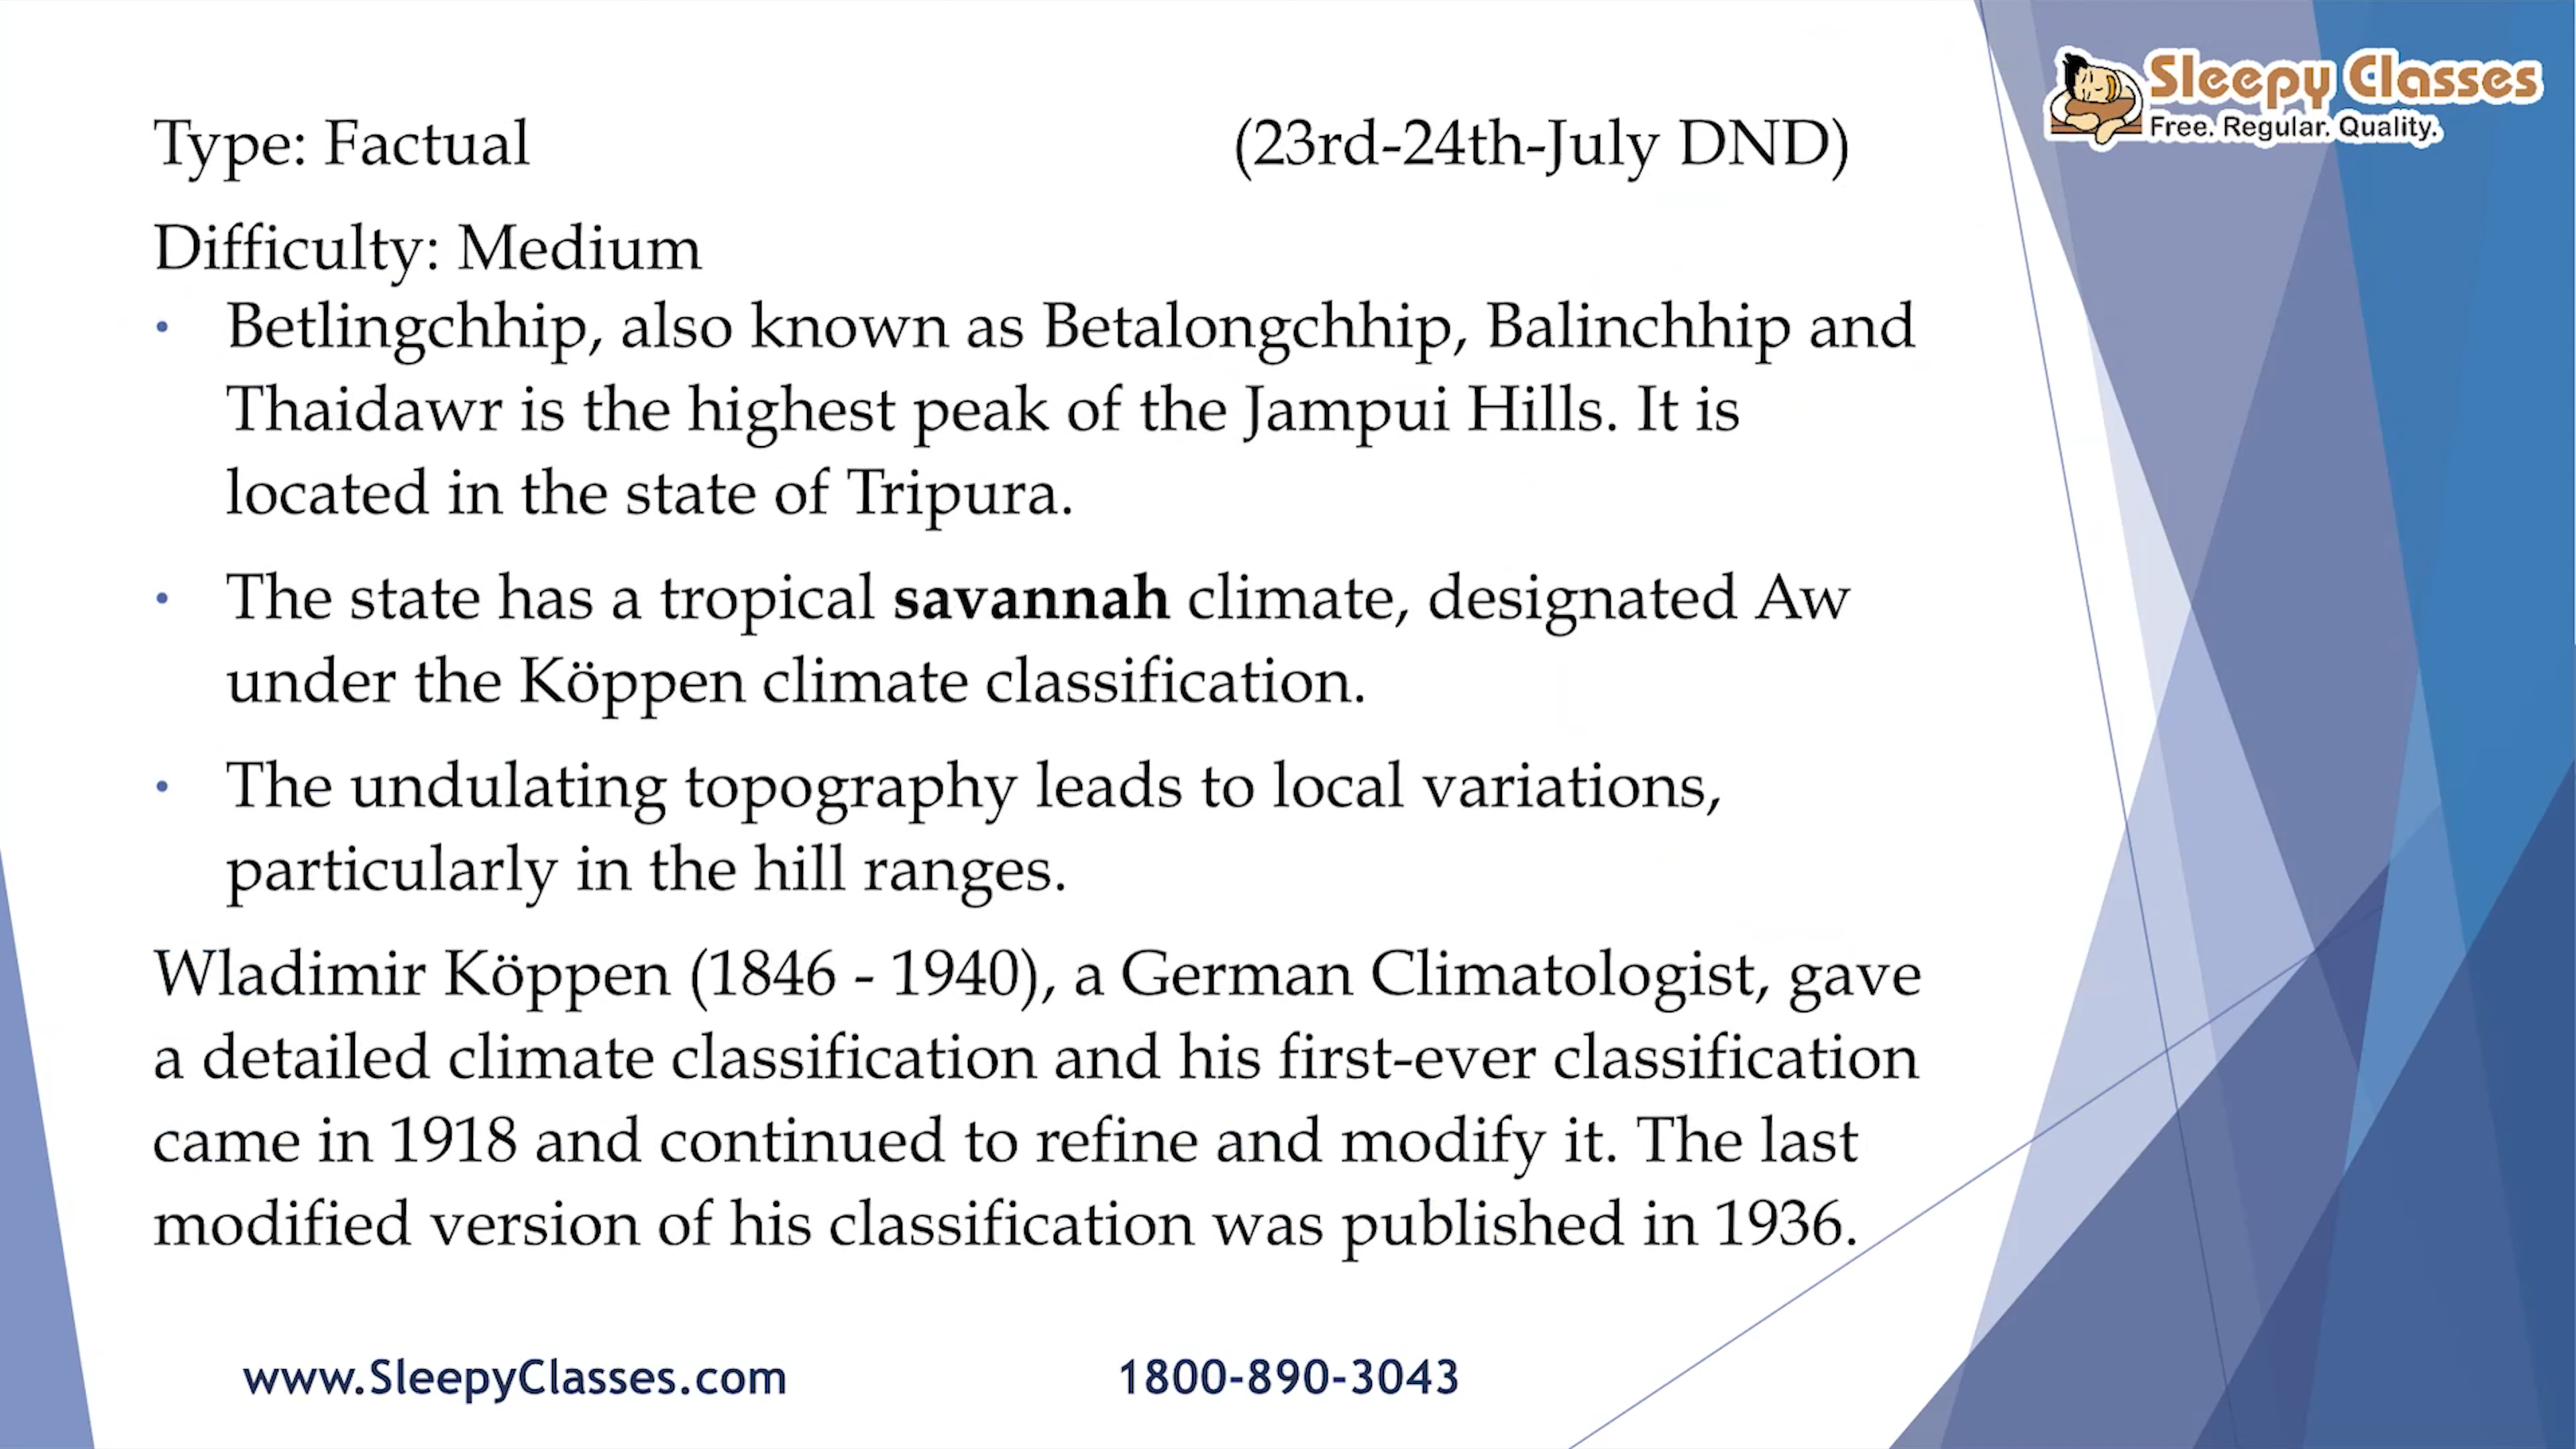 Sleepy Classes
Free. Regular. Quality.
Type: Factual (23rd-24th-July DND)
Difficulty: Medium
• Betlingchhip, also known as Betalongchhip, Balinchhip and
Thaidawr is the highest peak of the Jampui Hills. It is
located in the state of Tripura.
• The state has a tropical savannah climate, designated Aw
under the Köppen climate classification.
• The undulating topography leads to local variations,
particularly in the hill ranges.
Wladimir Köppen (1846 - 1940), a German Climatologist, gave
a detailed climate classification and his first-ever classification
came in 1918 and continued to refine and modify it. The last
modified version of his classification was published in 1936.
www.SleepyClasses.com 1800-890-3043